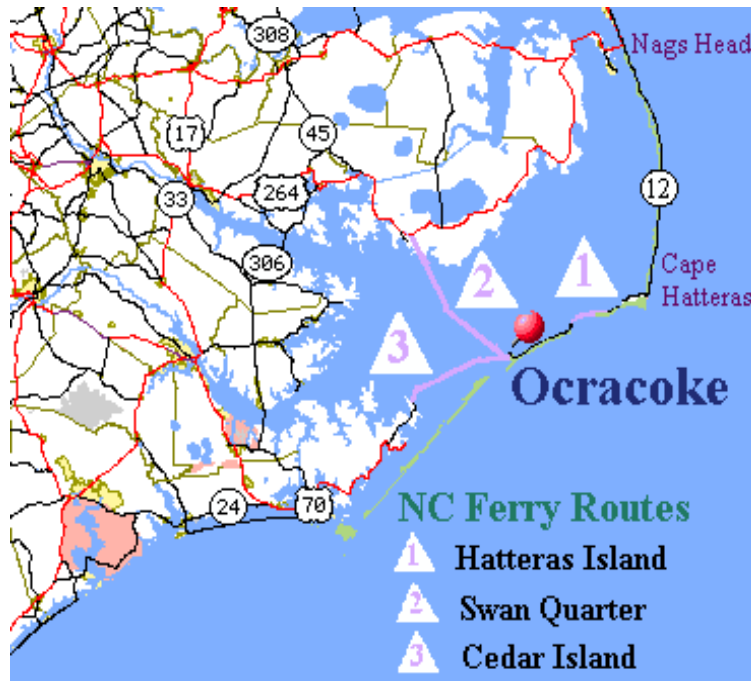 308
Nags Head
17
45
12
33
264
306
Cape
Hatteras
2
1
3
Ocracoke
24
70
NC Ferry Routes
1 Hatteras Island
2 Swan Quarter
3 Cedar Island